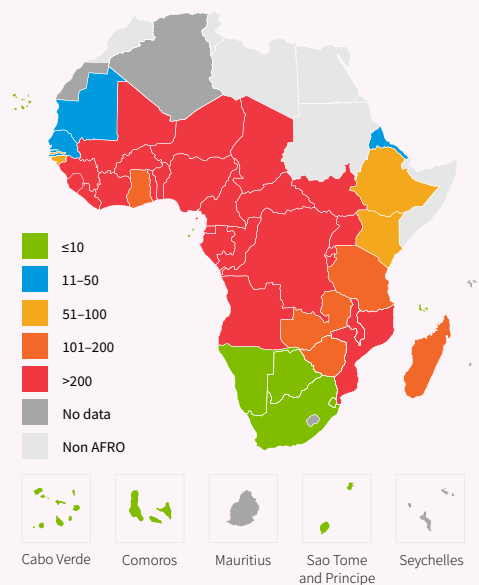 ≤10
11–50
51–100
101–200
>200
No data
Non AFRO
Cabo Verde
Comoros
Mauritius
Sao Tome
and Principe
Seychelles